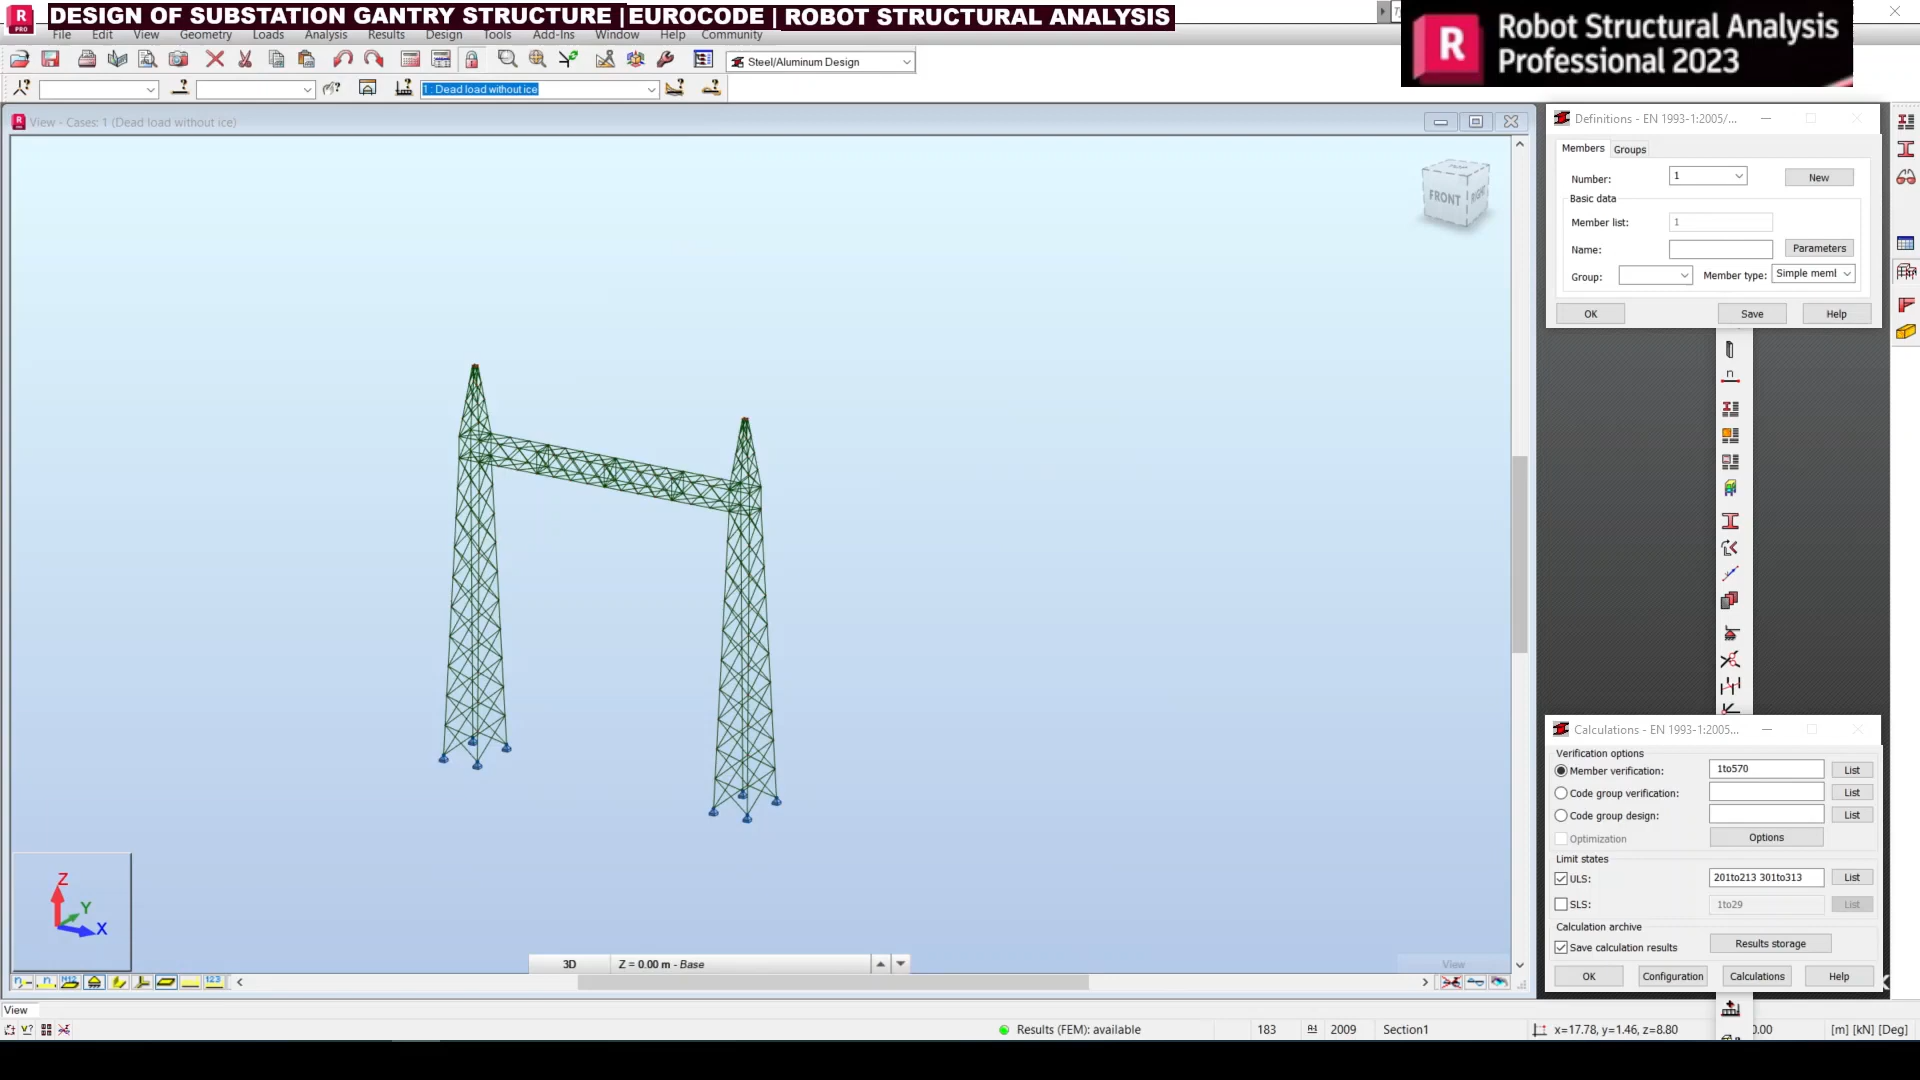 DESIGN OF SUBSTATION GANTRY STRUCTURE | EUROCODE | ROBOT STRUCTURAL ANALYSIS
R
PRO
R
Robot Structural Analysis
Professional 2023
File Edit View Geometry Loads Analysis Results Design Tools Add-Ins Window Help Community
Steel/Aluminum Design
1 : Dead load without ice
View - Cases: 1 (Dead load without ice)
FRONT
RIGHT
TOP
Definitions - EN 1993-1:2005/...
Members Groups
Number: 1 New
Basic data
Member list: 1
Name: Parameters
Group: Member type: Simple meml
OK Save Help
n
Calculations - EN 1993-1:2005...
Verification options
Member verification: 1to570 List
Code group verification: List
Code group design: List
Optimization Options
Limit states
ULS: 201to213 301to313 List
SLS: 1to29 List
Calculation archive
Save calculation results Results storage
OK Configuration Calculations Help
Z
Y
X
3D Z = 0.00 m - Base
View
View
Results (FEM): available 183 2009 Section1 x=17.78, y=1.46, z=8.80 0.00 [m] [kN] [Deg]